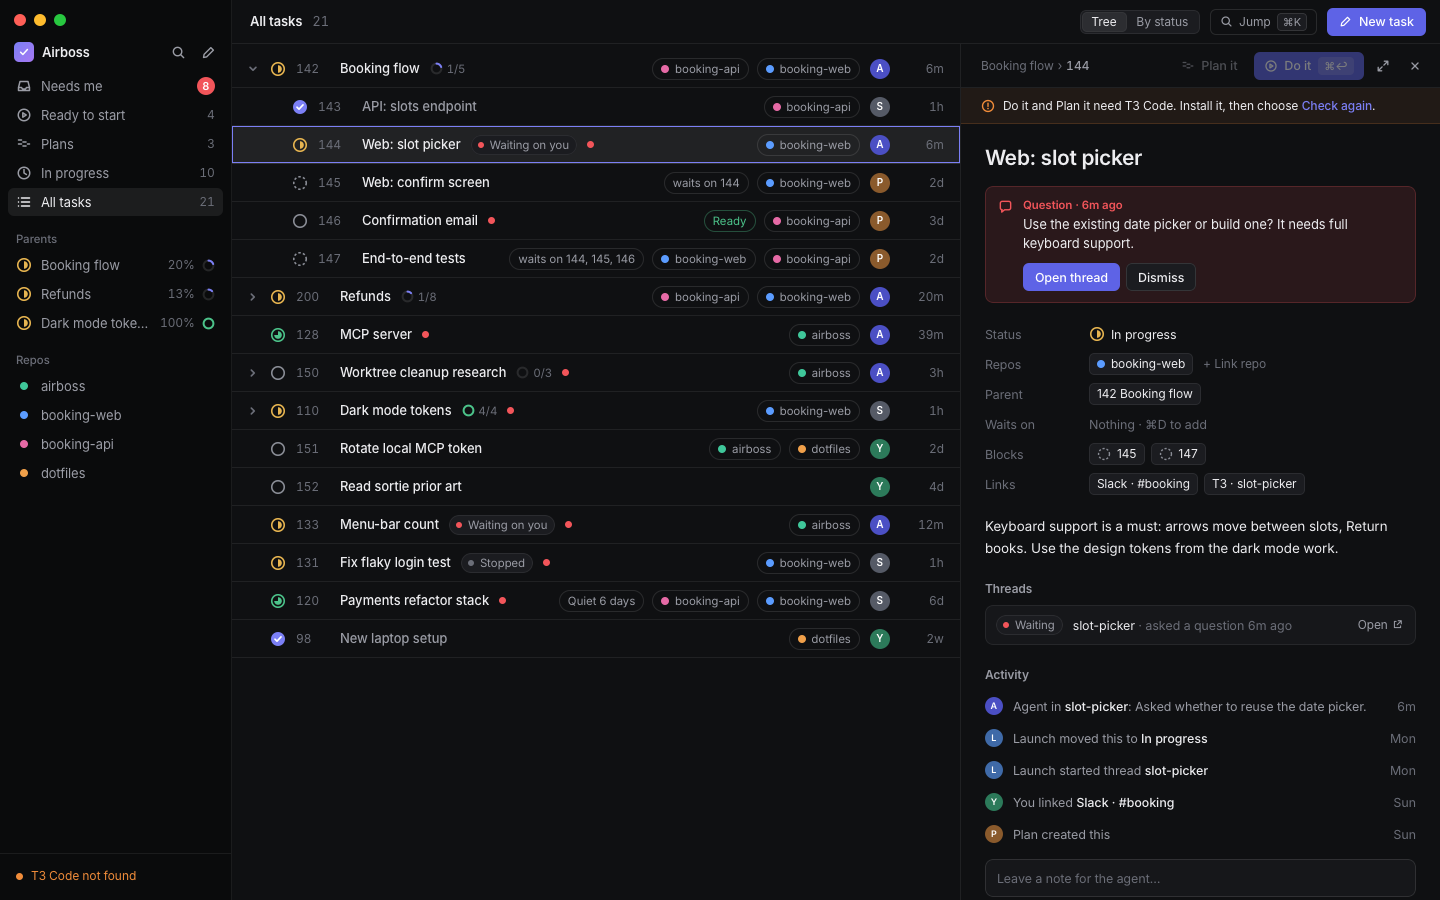 Airboss
Needs me 8
Ready to start 4
Plans 3
In progress 10
All tasks 21
Parents
Booking flow 20%
Refunds 13%
Dark mode toke... 100%
Repos
airboss
booking-web
booking-api
dotfiles
T3 Code not found
All tasks 21
Tree By status
Jump ⌘K
New task
142 Booking flow 1/5 booking-api booking-web A 6m
143 API: slots endpoint booking-api S 1h
144 Web: slot picker Waiting on you booking-web A 6m
145 Web: confirm screen waits on 144 booking-web P 2d
146 Confirmation email Ready booking-api P 3d
147 End-to-end tests waits on 144, 145, 146 booking-web booking-api P 2d
200 Refunds 1/8 booking-api booking-web A 20m
128 MCP server airboss A 39m
150 Worktree cleanup research 0/3 airboss A 3h
110 Dark mode tokens 4/4 booking-web S 1h
151 Rotate local MCP token airboss dotfiles Y 2d
152 Read sortie prior art Y 4d
133 Menu-bar count Waiting on you airboss A 12m
131 Fix flaky login test Stopped booking-web S 1h
120 Payments refactor stack Quiet 6 days booking-api booking-web S 6d
98 New laptop setup dotfiles Y 2w
Booking flow › 144 Plan it Do it ⌘↩
Do it and Plan it need T3 Code. Install it, then choose Check again.
Web: slot picker
Question · 6m ago
Use the existing date picker or build one? It needs full
keyboard support.
Open thread Dismiss
Status In progress
Repos booking-web + Link repo
Parent 142 Booking flow
Waits on Nothing · ⌘D to add
Blocks 145 147
Links Slack · #booking T3 · slot-picker
Keyboard support is a must: arrows move between slots, Return
books. Use the design tokens from the dark mode work.
Threads
Waiting slot-picker · asked a question 6m ago Open
Activity
A Agent in slot-picker: Asked whether to reuse the date picker. 6m
L Launch moved this to In progress Mon
L Launch started thread slot-picker Mon
Y You linked Slack · #booking Sun
P Plan created this Sun
Leave a note for the agent...